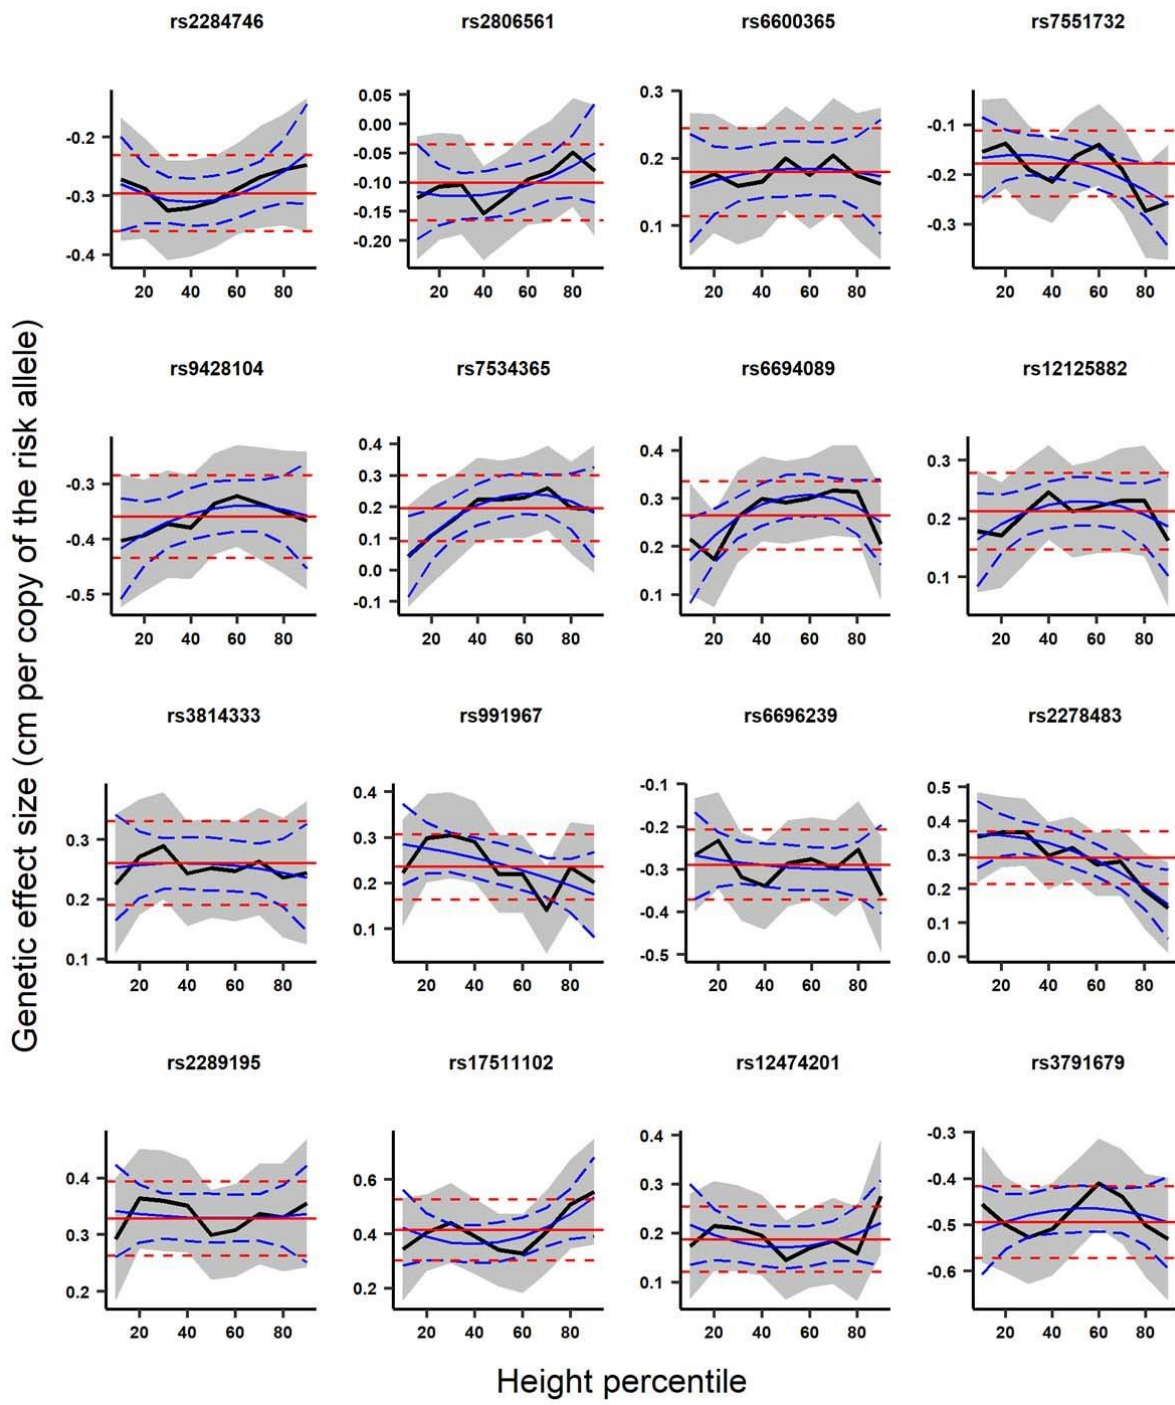 rs2284746 rs2806561 rs6600365 rs7551732
-0.2 -0.3 -0.4
20 40 60 80
0.05 0.00 -0.05 -0.10 -0.15 -0.20
20 40 60 80
0.3 0.2 0.1
20 40 60 80
-0.1 -0.2 -0.3
20 40 60 80
Genetic effect size (cm per copy of the risk allele)
rs9428104 rs7534365 rs6694089 rs12125882
-0.3 -0.4 -0.5
20 40 60 80
0.4 0.3 0.2 0.1 0.0 -0.1
20 40 60 80
0.4 0.3 0.2 0.1
20 40 60 80
0.3 0.2 0.1
20 40 60 80
rs3814333 rs991967 rs6696239 rs2278483
0.3 0.2 0.1
20 40 60 80
0.4 0.3 0.2 0.1
20 40 60 80
-0.1 -0.2 -0.3 -0.4 -0.5
20 40 60 80
0.5 0.4 0.3 0.2 0.1 0.0
20 40 60 80
rs2289195 rs17511102 rs12474201 rs3791679
0.4 0.3 0.2
20 40 60 80
0.6 0.4 0.2
20 40 60 80
0.4 0.3 0.2 0.1
20 40 60 80
-0.3 -0.4 -0.5 -0.6
20 40 60 80
Height percentile